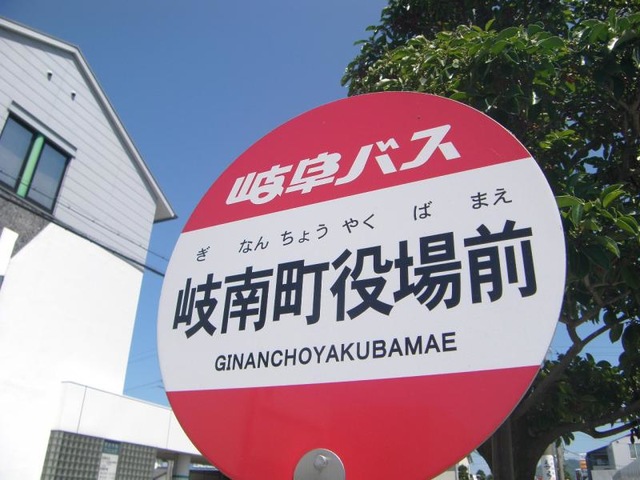 岐阜バス
ぎ なん ちょう やく ば まえ
岐南町役場前
GINANCHOYAKUBAMAE